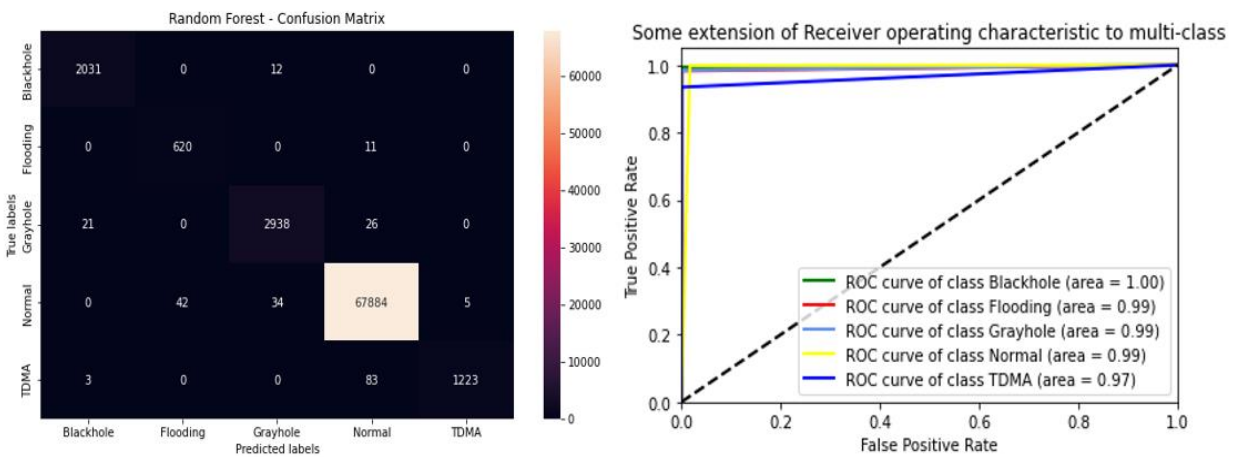 Random Forest - Confusion Matrix
True labels
Blackhole
Flooding
Grayhole
Normal
TDMA
2031 0 12 0 0
0 620 0 11 0
21 0 2938 26 0
0 42 34 67884 5
3 0 0 83 1223
Blackhole Flooding Grayhole Normal TDMA
Predicted labels
60000
50000
40000
30000
20000
10000
0
Some extension of Receiver operating characteristic to multi-class
True Positive Rate
1.0
0.8
0.6
0.4
0.2
0.0
ROC curve of class Blackhole (area = 1.00)
ROC curve of class Flooding (area = 0.99)
ROC curve of class Grayhole (area = 0.99)
ROC curve of class Normal (area = 0.99)
ROC curve of class TDMA (area = 0.97)
0.0 0.2 0.4 0.6 0.8 1.0
False Positive Rate